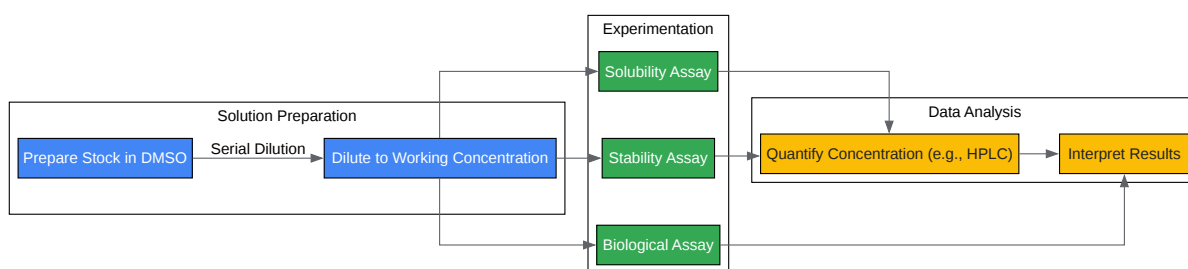 Experimentation
Solubility Assay
Solution Preparation
Data Analysis
Prepare Stock in DMSO
Serial Dilution
Dilute to Working Concentration
Stability Assay
Quantify Concentration (e.g., HPLC)
Interpret Results
Biological Assay